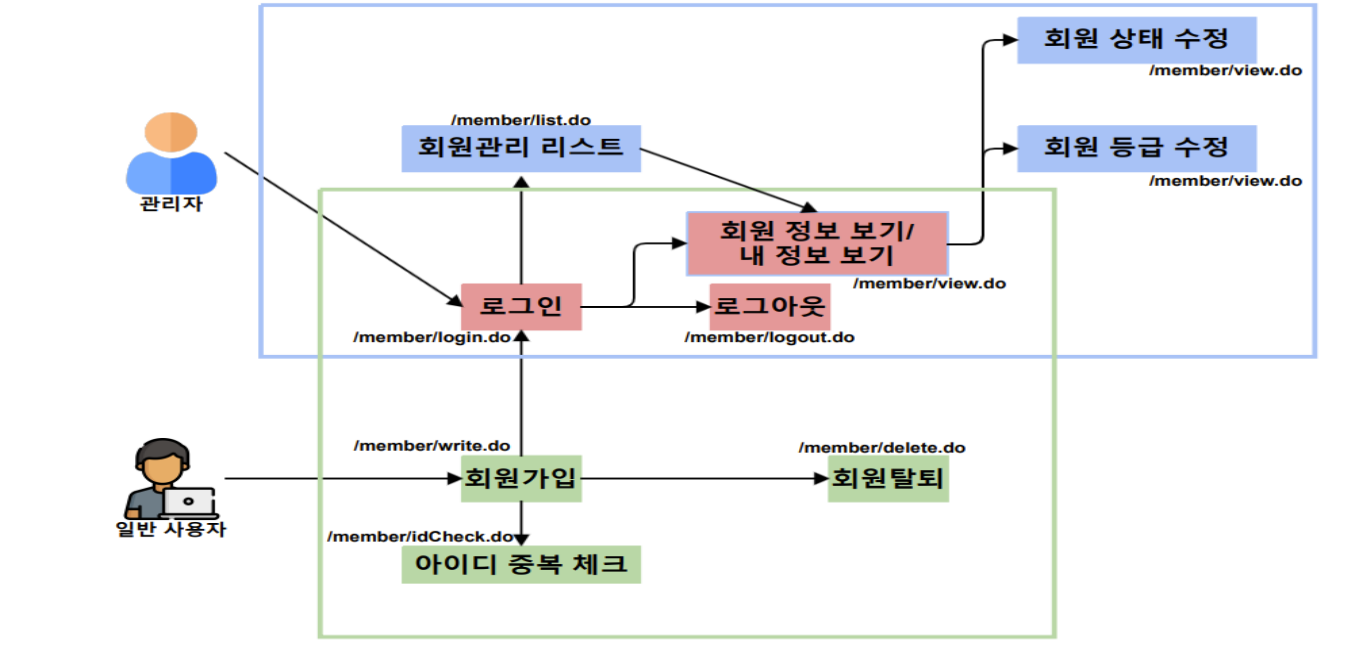 회원 상태 수정
/member/view.do
/member/list.do
회원관리 리스트
회원 등급 수정
/member/view.do
관리자
회원 정보 보기/
내 정보 보기
/member/view.do
로그인
/member/login.do
로그아웃
/member/logout.do
/member/write.do
회원가입
/member/delete.do
회원탈퇴
일반 사용자
/member/idCheck.do
아이디 중복 체크